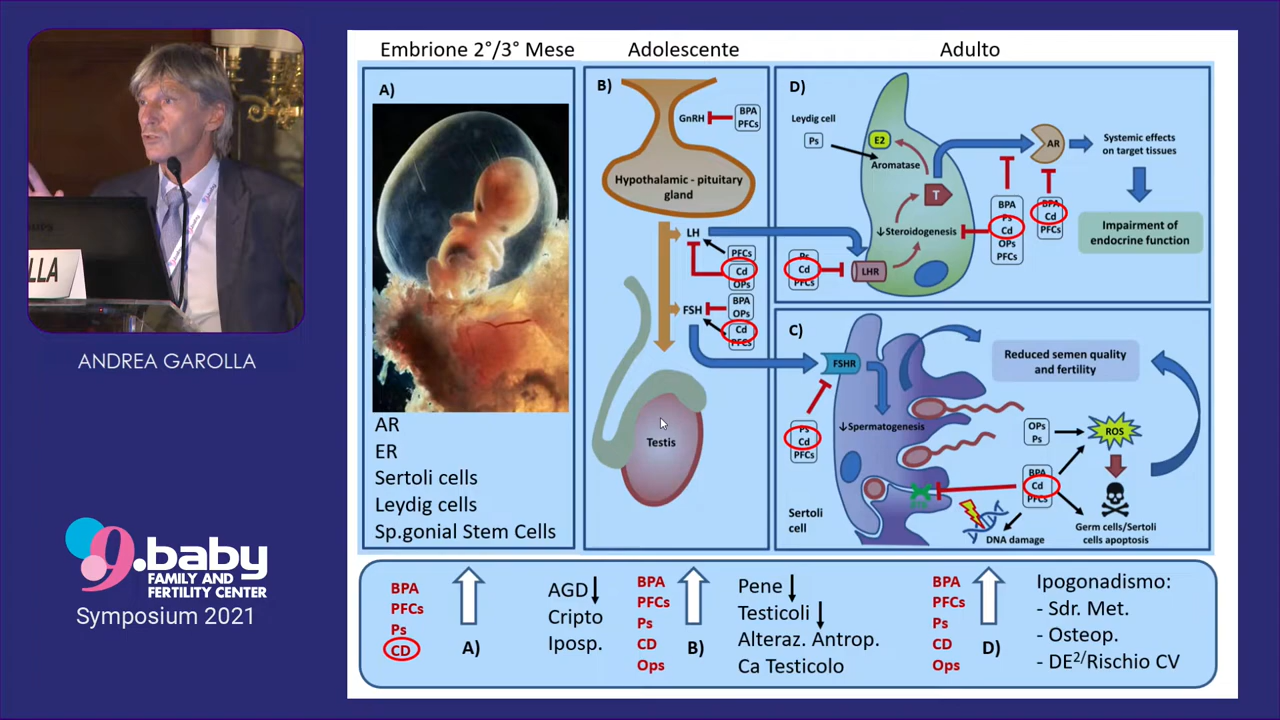 LLA
ANDREA GAROLLA
9.baby
FAMILY AND
FERTILITY CENTER
Symposium 2021
Embrione 2°/3° Mese
Adolescente
Adulto
A)
AR
ER
Sertoli cells
Leydig cells
Sp.gonial Stem Cells
B)
GnRH
BPA
PFCs
Hypothalamic - pituitary
gland
LH
PFCs
Cd
OPs
FSH
BPA
OPs
Cd
PFCs
Testis
D)
Leydig cell
Ps
E2
Aromatase
T
↓Steroidogenesis
LHR
Ps
Cd
PFCs
AR
BPA
Ps
Cd
OPs
PFCs
BPA
Cd
PFCs
Systemic effects
on target tissues
Impairment of
endocrine function
C)
FSHR
↓Spermatogenesis
Ps
Cd
PFCs
Sertoli
cell
Reduced semen quality
and fertility
OPs
Ps
ROS
BPA
Cd
PFCs
DNA damage
Germ cells/Sertoli
cells apoptosis
BPA
PFCs
Ps
CD
A)
AGD↓
Cripto
Iposp.
BPA
PFCs
Ps
CD
Ops
B)
Pene↓
Testicoli↓
Alteraz. Antrop.
Ca Testicolo
BPA
PFCs
Ps
CD
Ops
D)
Ipogonadismo:
- Sdr. Met.
- Osteop.
- DE2/Rischio CV